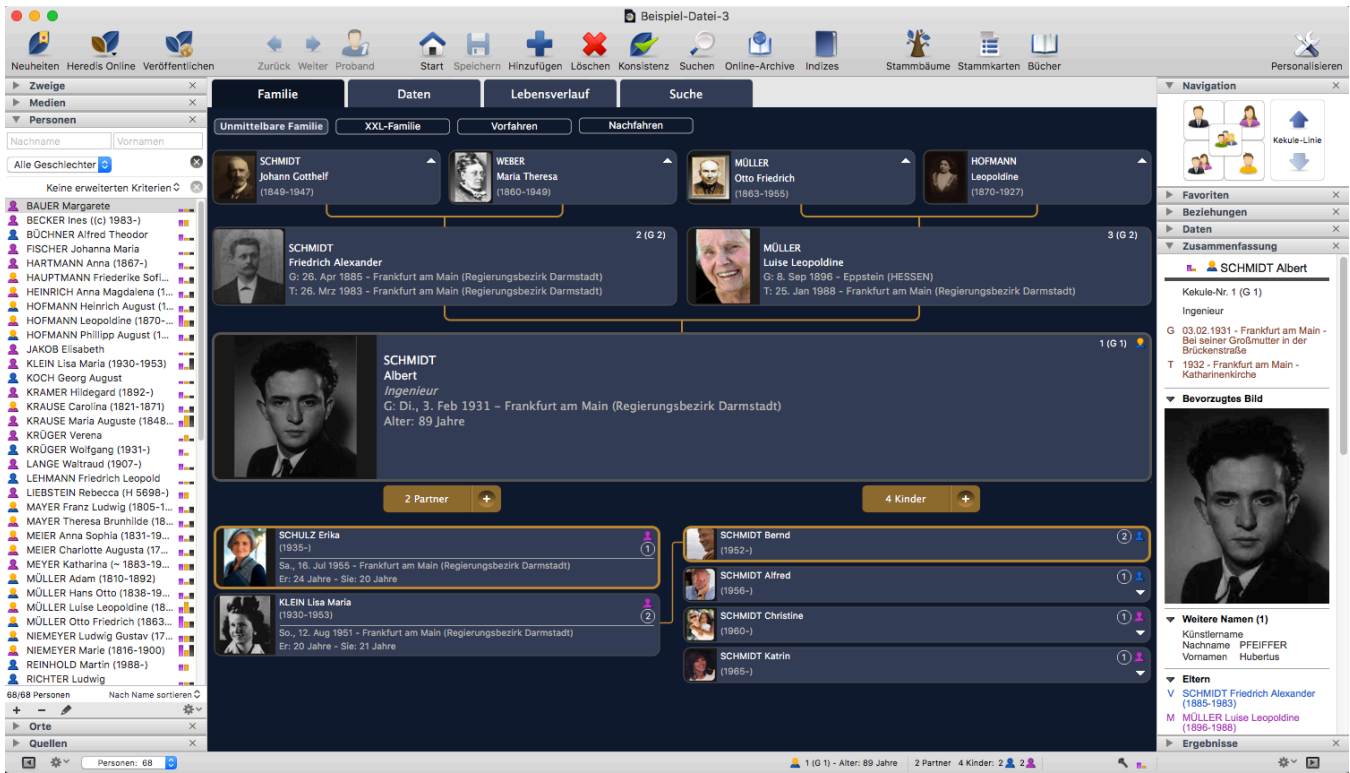 Beispiel-Datei-3
Neuheiten Heredis Online Veröffentlichen Zurück Weiter Proband Start Speichern Hinzufügen Löschen Konsistenz Suchen Online-Archive Indizes Stammbäume Stammkarten Bücher Personalisieren
Zweige
Medien
Personen
Nachname Vornamen
Alle Geschlechter
Keine erweiterten Kriterien
BAUER Margarete
BECKER Ines ((c) 1983-)
BÜCHNER Alfred Theodor
FISCHER Johanna Maria
HARTMANN Anna (1867-)
HAUPTMANN Friederike Sofi...
HEINRICH Anna Magdalena (1...
HOFMANN Heinrich August (1...
HOFMANN Leopoldine (1870-...
HOFMANN Phillipp August (1...
JAKOB Elisabeth
KLEIN Lisa Maria (1930-1953)
KOCH Georg August
KRAMER Hildegard (1892-)
KRAUSE Carolina (1821-1871)
KRAUSE Maria Auguste (1848...
KRÜGER Verena
KRÜGER Wolfgang (1931-)
LANGE Waltraud (1907-)
LEHMANN Friedrich Leopold
LIEBSTEIN Rebecca (H 5698-)
MAYER Franz Ludwig (1805-1...
MAYER Theresa Brunhilde (18...
MEIER Anna Sophia (1831-19...
MEIER Charlotte Augusta (17...
MEYER Katharina (~ 1883-19...
MÜLLER Adam (1810-1892)
MÜLLER Hans Otto (1838-19...
MÜLLER Luise Leopoldine (18...
MÜLLER Otto Friedrich (1863...
NIEMEYER Ludwig Gustav (17...
NIEMEYER Marie (1816-1900)
REINHOLD Martin (1988-)
RICHTER Ludwig
68/68 Personen Nach Name sortieren
Orte
Quellen
Personen: 68
Familie Daten Lebensverlauf Suche
Unmittelbare Familie XXL-Familie Vorfahren Nachfahren
SCHMIDT
Johann Gotthelf
(1849-1947)
WEBER
Maria Theresa
(1860-1949)
MÜLLER
Otto Friedrich
(1863-1955)
HOFMANN
Leopoldine
(1870-1927)
2 (G 2)
SCHMIDT
Friedrich Alexander
G: 26. Apr 1885 - Frankfurt am Main (Regierungsbezirk Darmstadt)
T: 26. Mrz 1983 - Frankfurt am Main (Regierungsbezirk Darmstadt)
3 (G 2)
MÜLLER
Luise Leopoldine
G: 8. Sep 1896 - Eppstein (HESSEN)
T: 25. Jan 1988 - Frankfurt am Main (Regierungsbezirk Darmstadt)
1 (G 1)
SCHMIDT
Albert
Ingenieur
G: Di., 3. Feb 1931 - Frankfurt am Main (Regierungsbezirk Darmstadt)
Alter: 89 Jahre
2 Partner +
4 Kinder +
SCHULZ Erika
(1935-)
1
Sa., 16. Jul 1955 - Frankfurt am Main (Regierungsbezirk Darmstadt)
Er: 24 Jahre - Sie: 20 Jahre
KLEIN Lisa Maria
(1930-1953)
2
So., 12. Aug 1951 - Frankfurt am Main (Regierungsbezirk Darmstadt)
Er: 20 Jahre - Sie: 21 Jahre
SCHMIDT Bernd 2
(1952-)
SCHMIDT Alfred 1
(1956-)
SCHMIDT Christine 1
(1960-)
SCHMIDT Katrin 1
(1965-)
1 (G 1) - Alter: 89 Jahre 2 Partner 4 Kinder: 2 2
Navigation
Kekule-Linie
Favoriten
Beziehungen
Daten
Zusammenfassung
SCHMIDT Albert
Kekule-Nr. 1 (G 1)
Ingenieur
G 03.02.1931 - Frankfurt am Main -
Bei seiner Großmutter in der
Brückenstraße
T 1932 - Frankfurt am Main -
Katharinenkirche
Bevorzugtes Bild
Weitere Namen (1)
Künstlername
Nachname PFEIFFER
Vornamen Hubertus
Eltern
V SCHMIDT Friedrich Alexander
(1885-1983)
M MÜLLER Luise Leopoldine
(1896-1988)
Ergebnisse